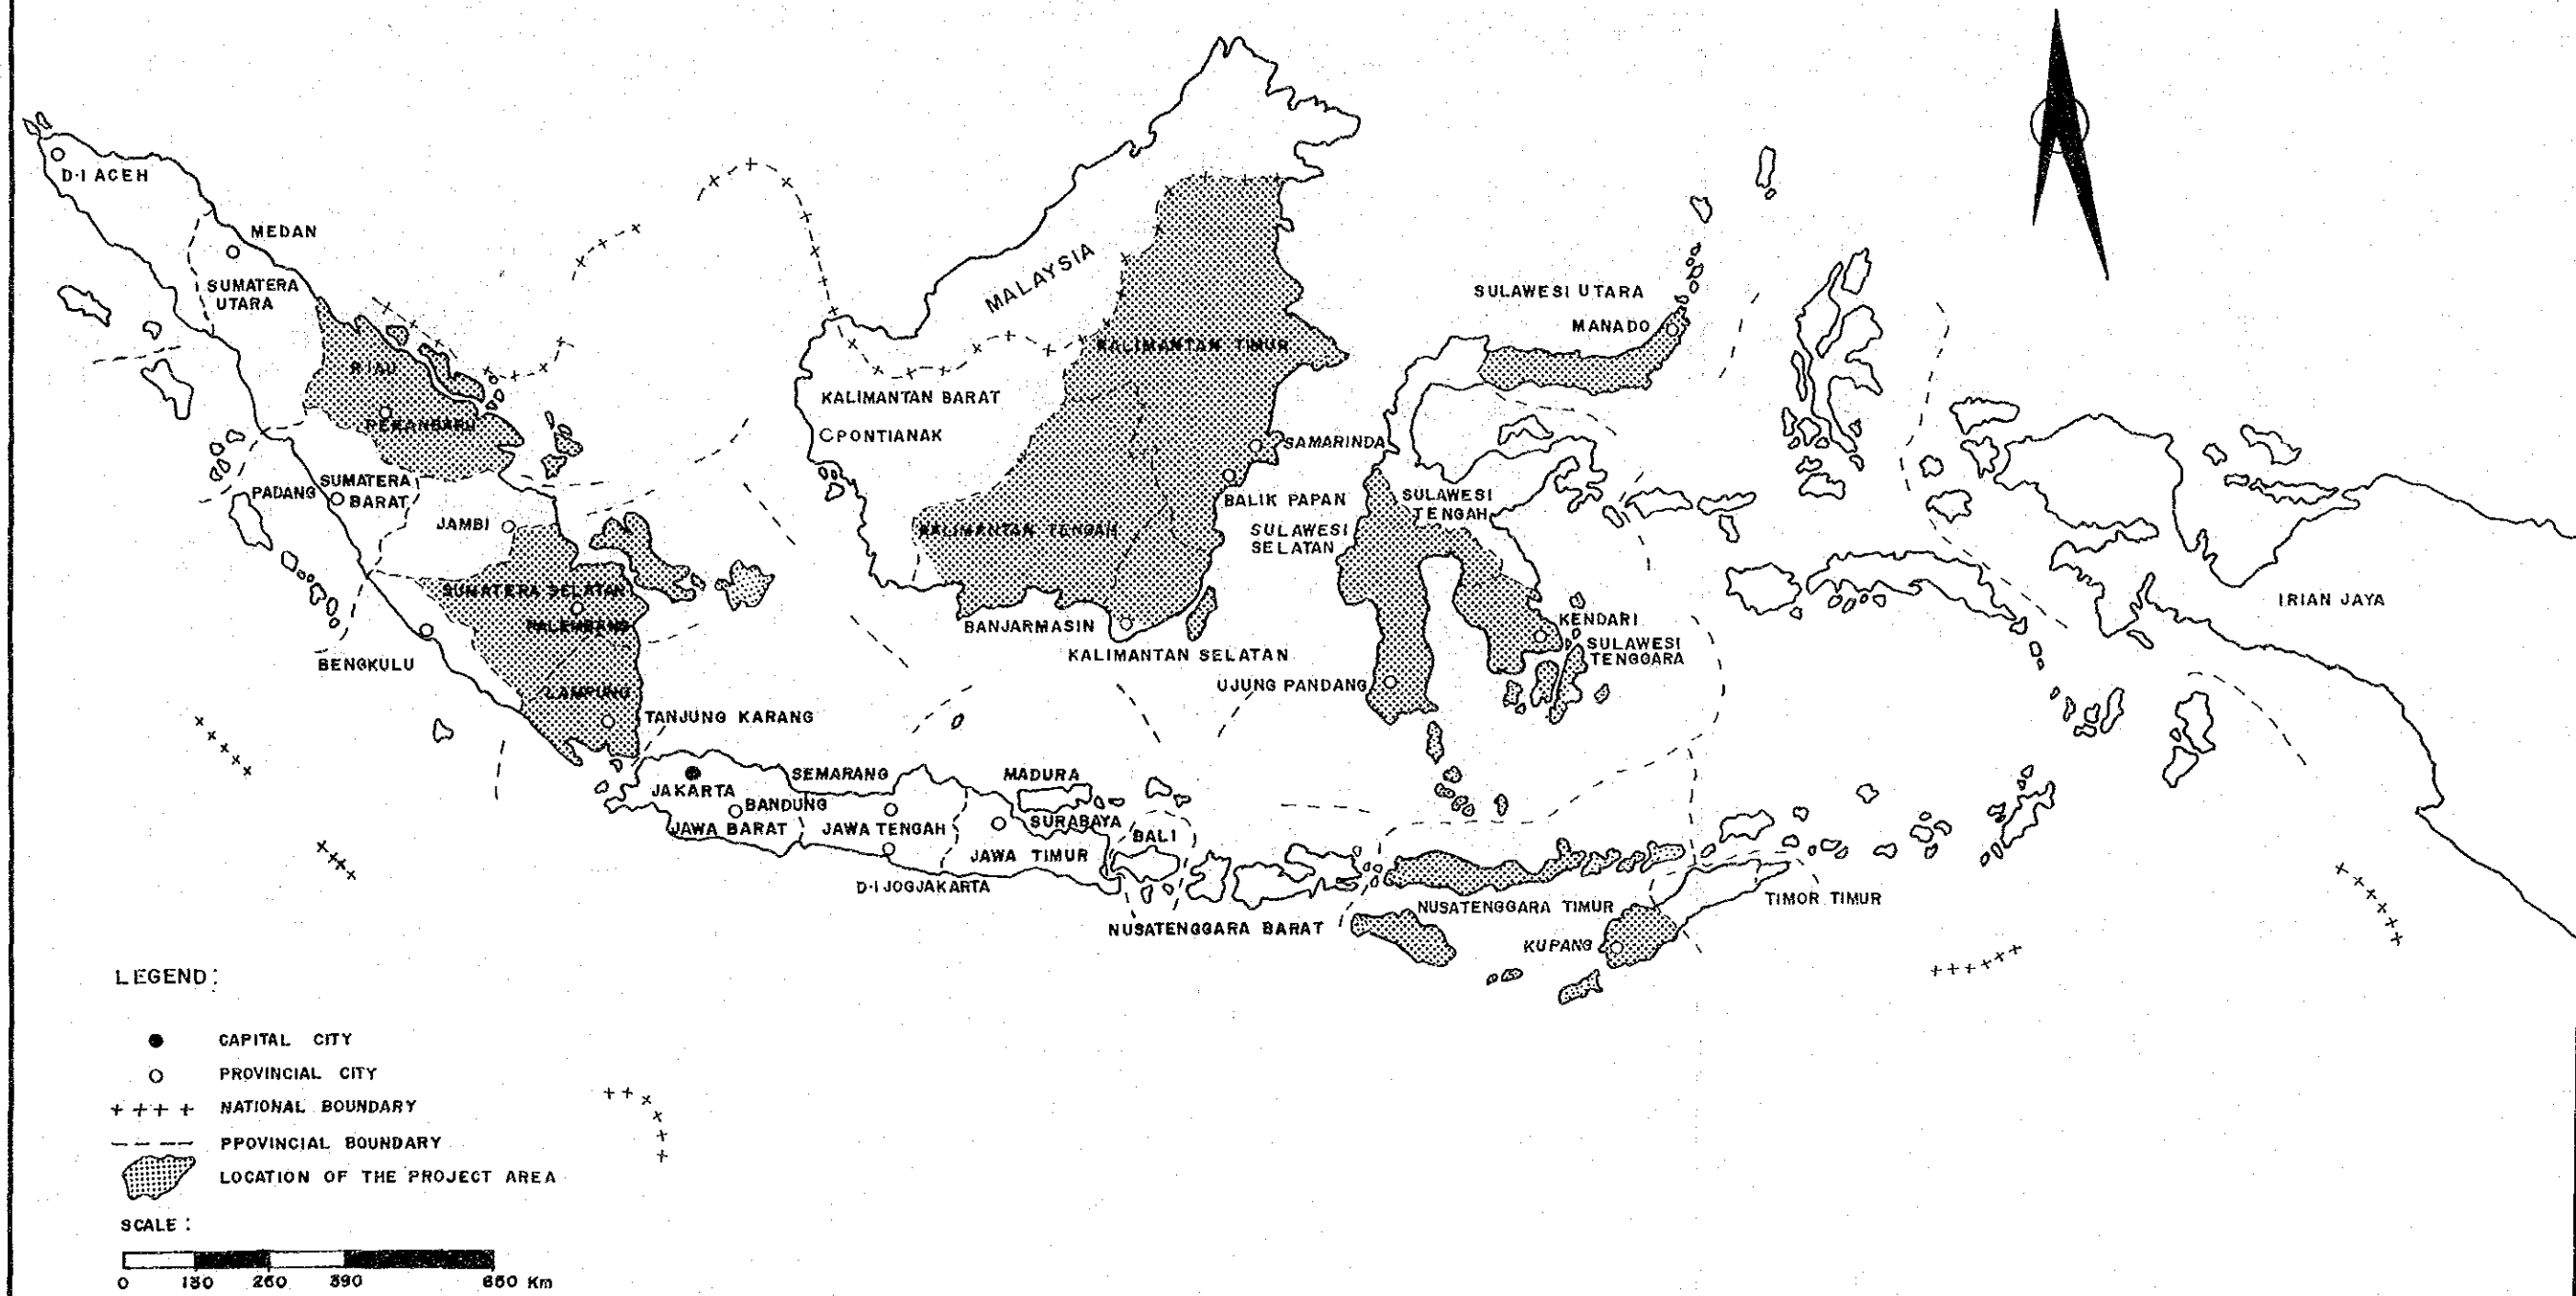 D·I ACEH
MEDAN
SUMATERA
UTARA
RIAU
PEKANBARU
PADANG
SUMATERA
BARAT
JAMBI
SUMATERA SELATAN
PALEMBANG
BENGKULU
LAMPUNG
TANJUNG KARANG
MALAYSIA
KALIMANTAN TIMUR
KALIMANTAN BARAT
PONTIANAK
SAMARINDA
BALIK PAPAN
KALIMANTAN TENGAH
BANJARMASIN
KALIMANTAN SELATAN
SULAWESI UTARA
MANADO
SULAWESI
TENGAH
SULAWESI
SELATAN
KENDARI
SULAWESI
TENGGARA
UJUNG PANDANG
IRIAN JAYA
JAKARTA
BANDUNG
JAWA BARAT
SEMARANG
JAWA TENGAH
D·I JOGJAKARTA
MADURA
SURABAYA
JAWA TIMUR
BALI
NUSATENGGARA BARAT
NUSATENGGARA TIMUR
KUPANG
TIMOR TIMUR
LEGEND:
CAPITAL CITY
PROVINCIAL CITY
NATIONAL BOUNDARY
PPOVINCIAL BOUNDARY
LOCATION OF THE PROJECT AREA
SCALE :
0 130 260 390 650 Km